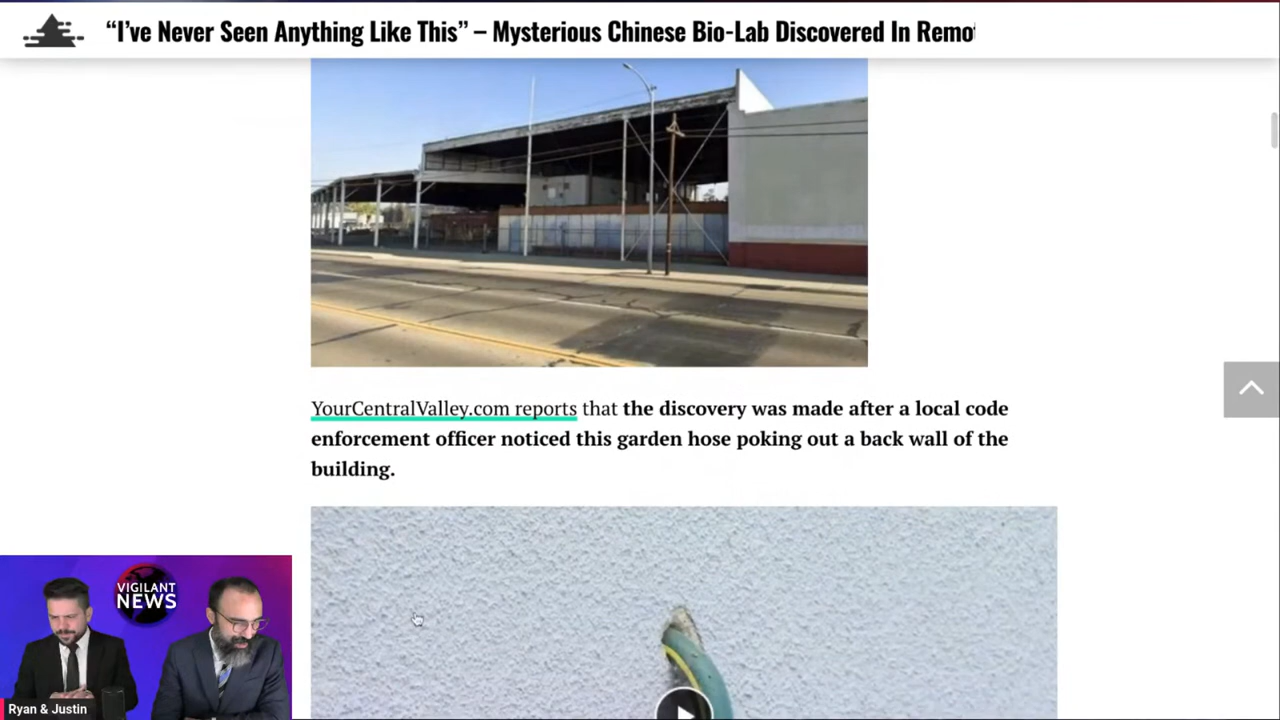 “I’ve Never Seen Anything Like This” – Mysterious Chinese Bio-Lab Discovered In Remo
YourCentralValley.com reports that the discovery was made after a local code
enforcement officer noticed this garden hose poking out a back wall of the
building.
VIGILANT
NEWS
Ryan & Justin